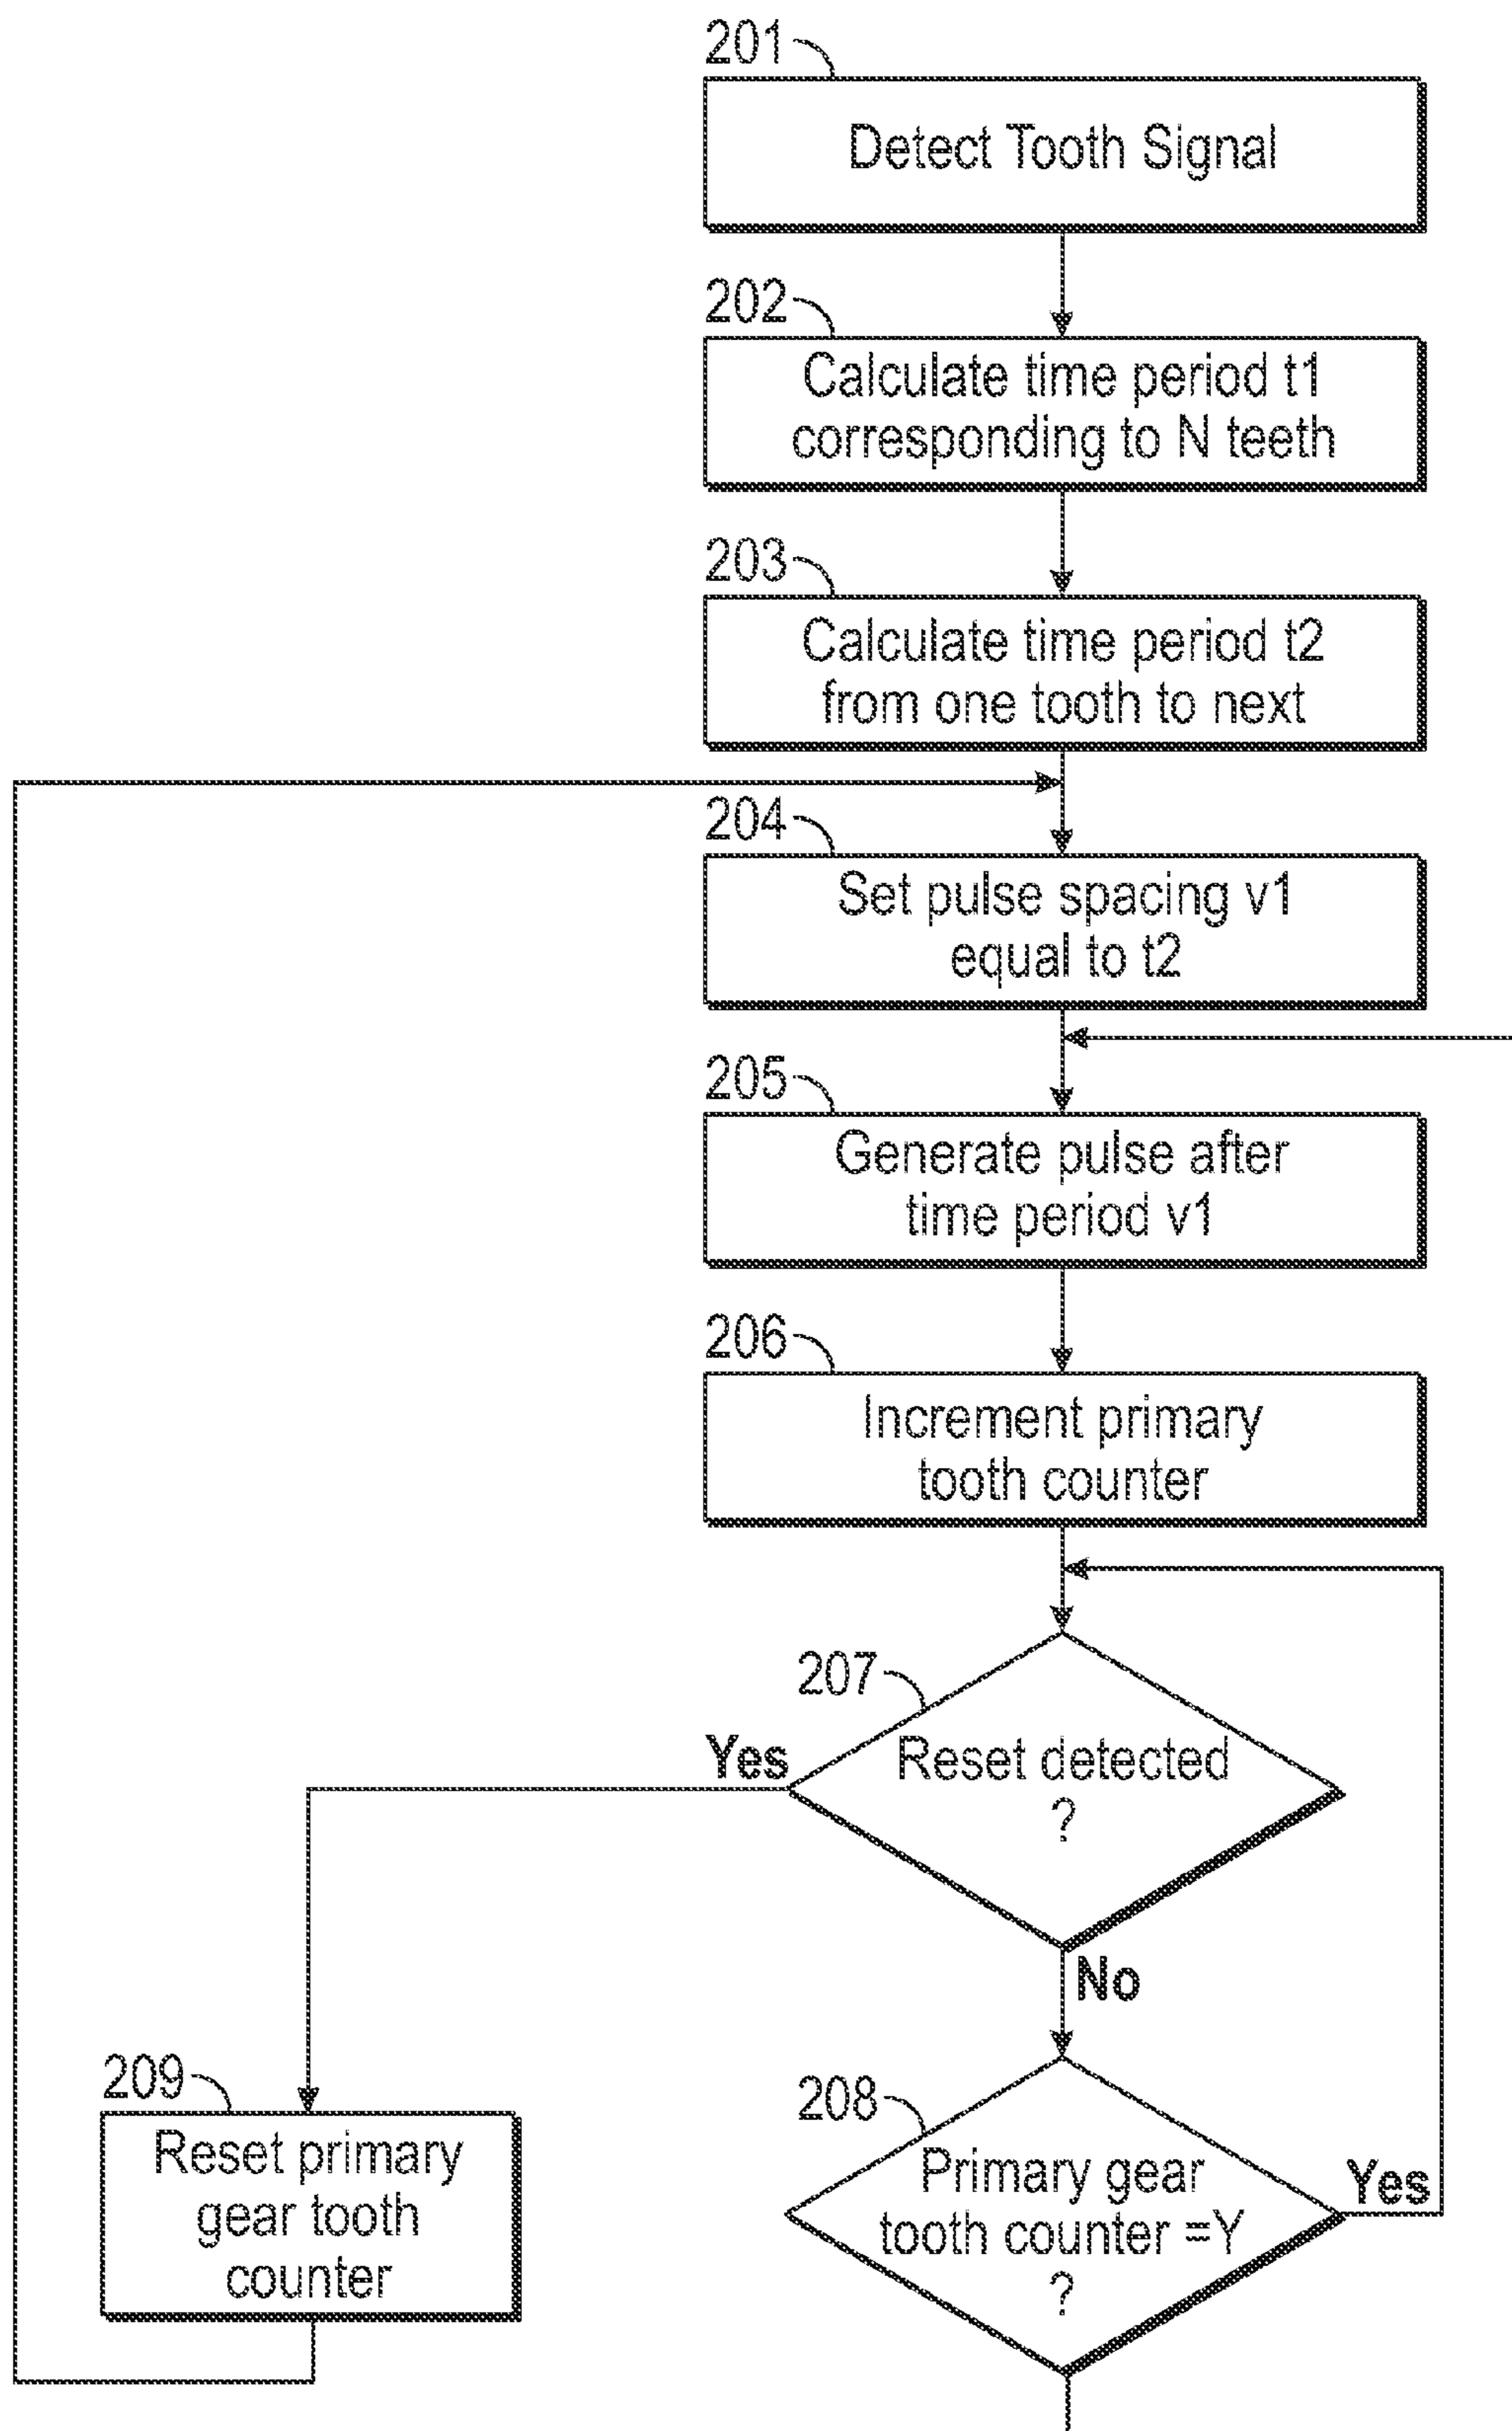 201
Detect Tooth Signal
202
Calculate time period t1
corresponding to N teeth
203
Calculate time period t2
from one tooth to next
204
Set pulse spacing v1
equal to t2
205
Generate pulse after
time period v1
206
Increment primary
tooth counter
207
Yes
Reset detected
?
No
209
Reset primary
gear tooth
counter
208
Primary gear
tooth counter =Y
?
Yes